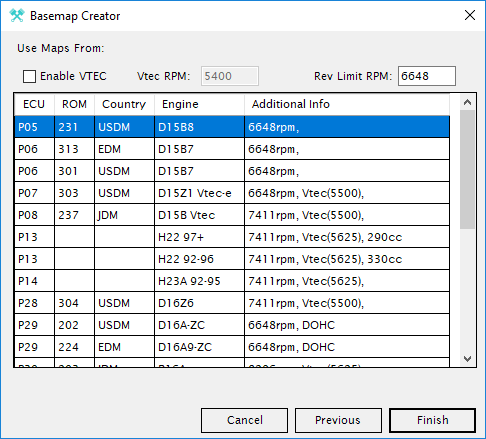 Basemap Creator
Use Maps From:
Enable VTEC Vtec RPM: 5400 Rev Limit RPM: 6648
ECU ROM Country Engine Additional Info
P05 231 USDM D15B8 6648rpm,
P06 313 EDM D15B7 6648rpm,
P06 301 USDM D15B7 6648rpm,
P07 303 USDM D15Z1 Vtec-e 6648rpm, Vtec(5500),
P08 237 JDM D15B Vtec 7411rpm, Vtec(5500),
P13 H22 97+ 7411rpm, Vtec(5625), 290cc
P13 H22 92-96 7411rpm, Vtec(5625), 330cc
P14 H23A 92-95 7411rpm, Vtec(5625),
P28 304 USDM D16Z6 7411rpm, Vtec(5500),
P29 202 USDM D16A-ZC 6648rpm, DOHC
P29 224 EDM D16A9-ZC 6648rpm, DOHC
Cancel Previous Finish